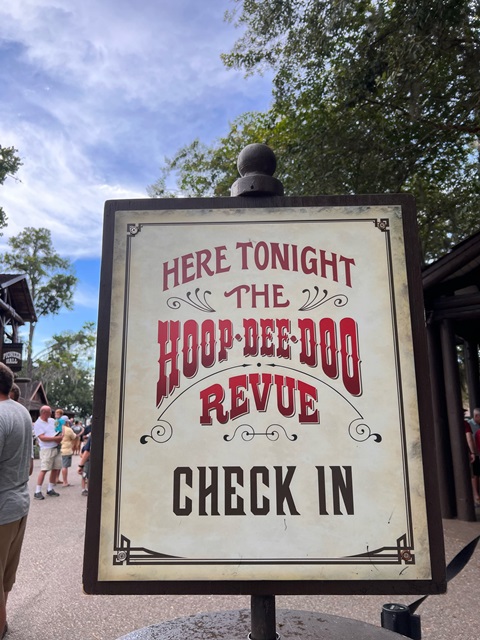 HERE TONIGHT
THE
HOOP·DEE·DOO
REVUE
CHECK IN